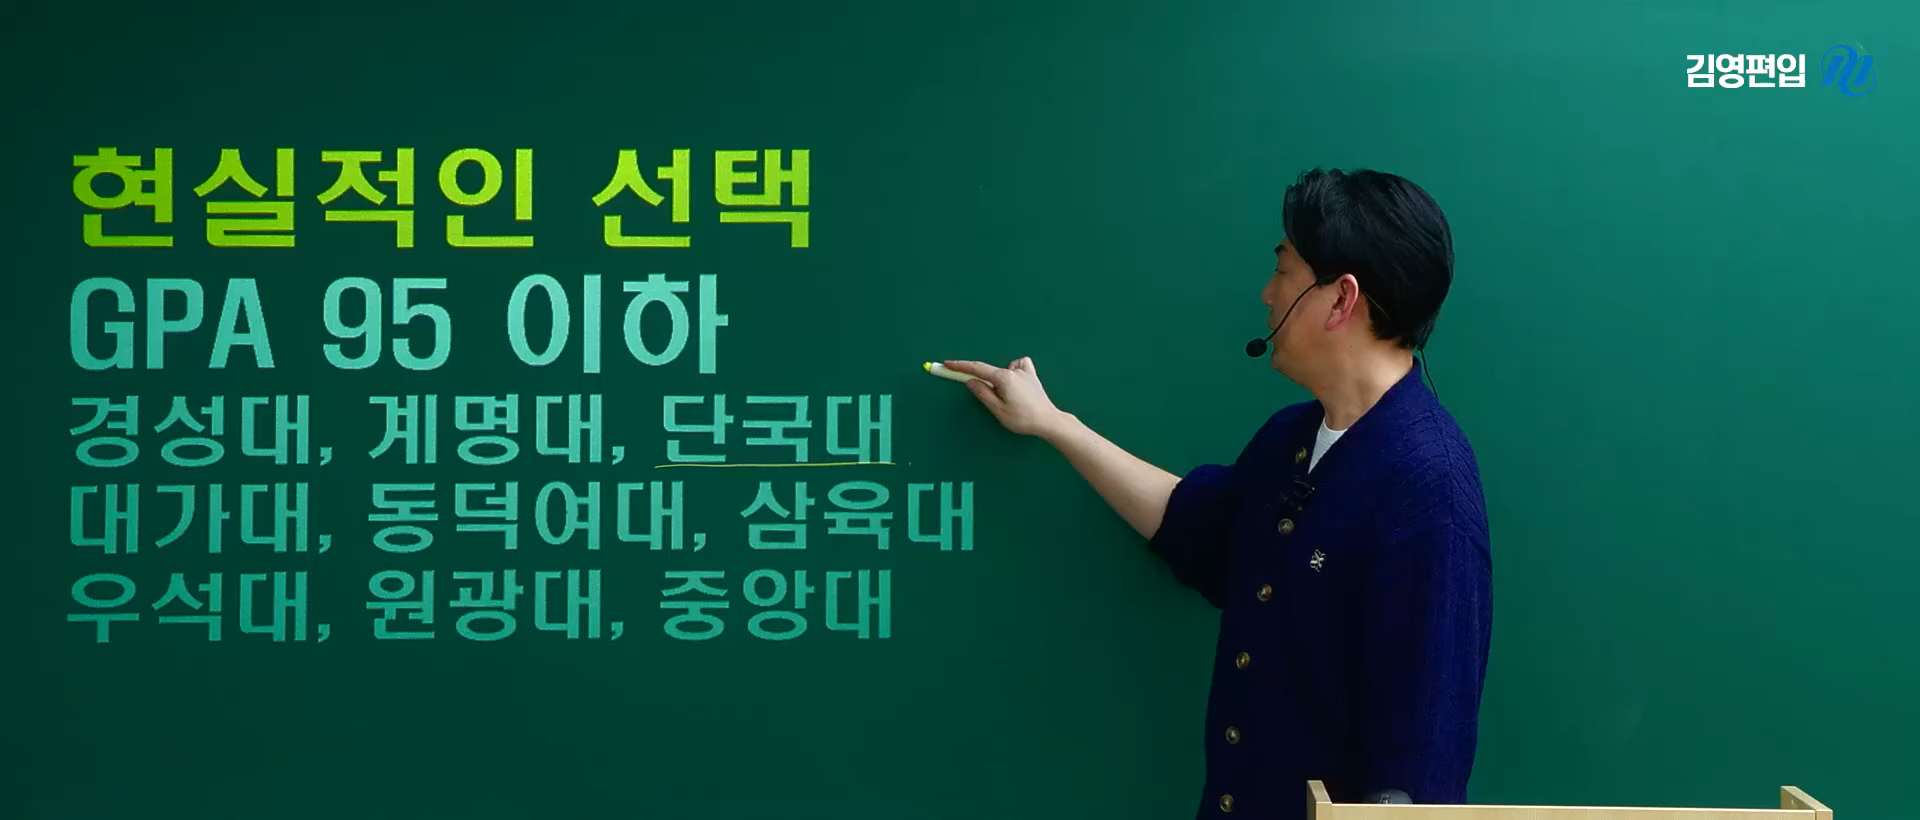 김영편입
현실적인 선택
GPA 95 이하
경성대, 계명대, 단국대
대가대, 동덕여대, 삼육대
우석대, 원광대, 중앙대